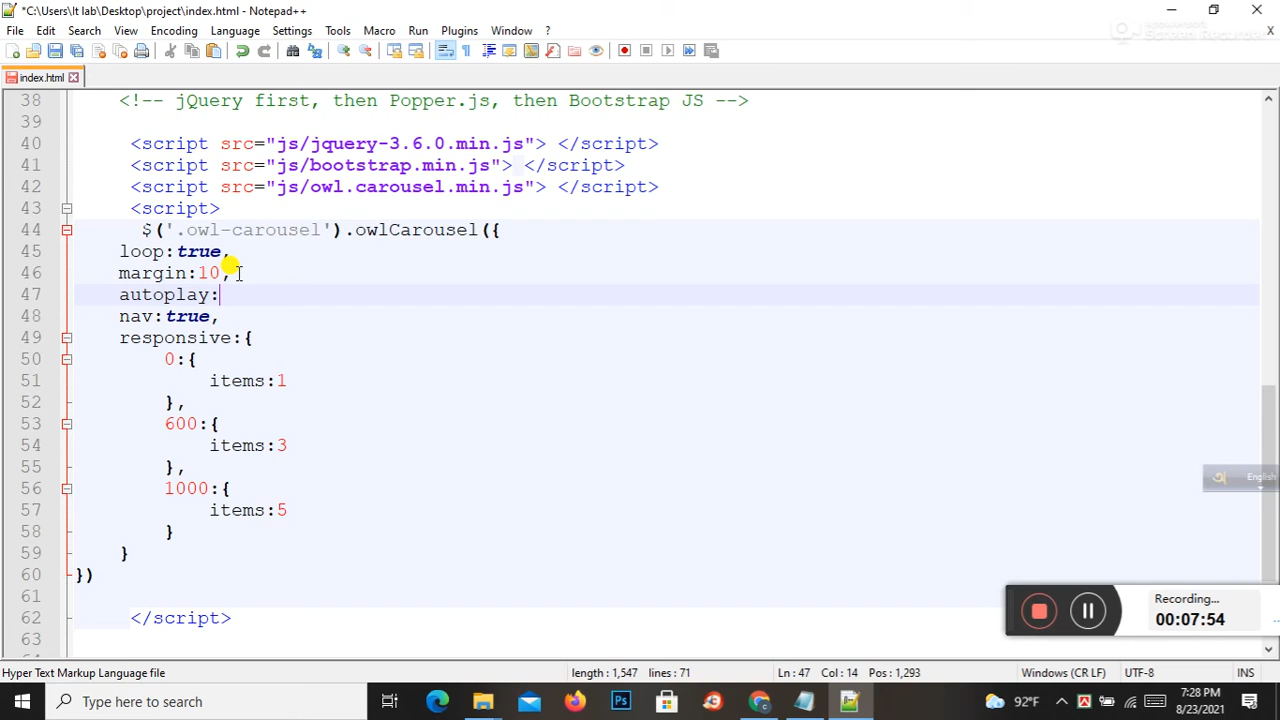 *C:\Users\It lab\Desktop\project\index.html - Notepad++
File Edit Search View Encoding Language Settings Tools Macro Run Plugins Window ? X
index.html
38 <!-- jQuery first, then Popper.js, then Bootstrap JS -->
39
40 <script src="js/jquery-3.6.0.min.js"> </script>
41 <script src="js/bootstrap.min.js"> </script>
42 <script src="js/owl.carousel.min.js"> </script>
43 <script>
44 $('.owl-carousel').owlCarousel({
45 loop:true,
46 margin:10,
47 autoplay:
48 nav:true,
49 responsive:{
50 0:{
51 items:1
52 },
53 600:{
54 items:3
55 },
56 1000:{
57 items:5
58 }
59 }
60 })
61
62 </script>
63
English
Recording...
00:07:54
Hyper Text Markup Language file length : 1,547 lines : 71 Ln : 47 Col : 14 Pos : 1,293 Windows (CR LF) UTF-8 INS
Type here to search
92°F
7:28 PM
8/23/2021